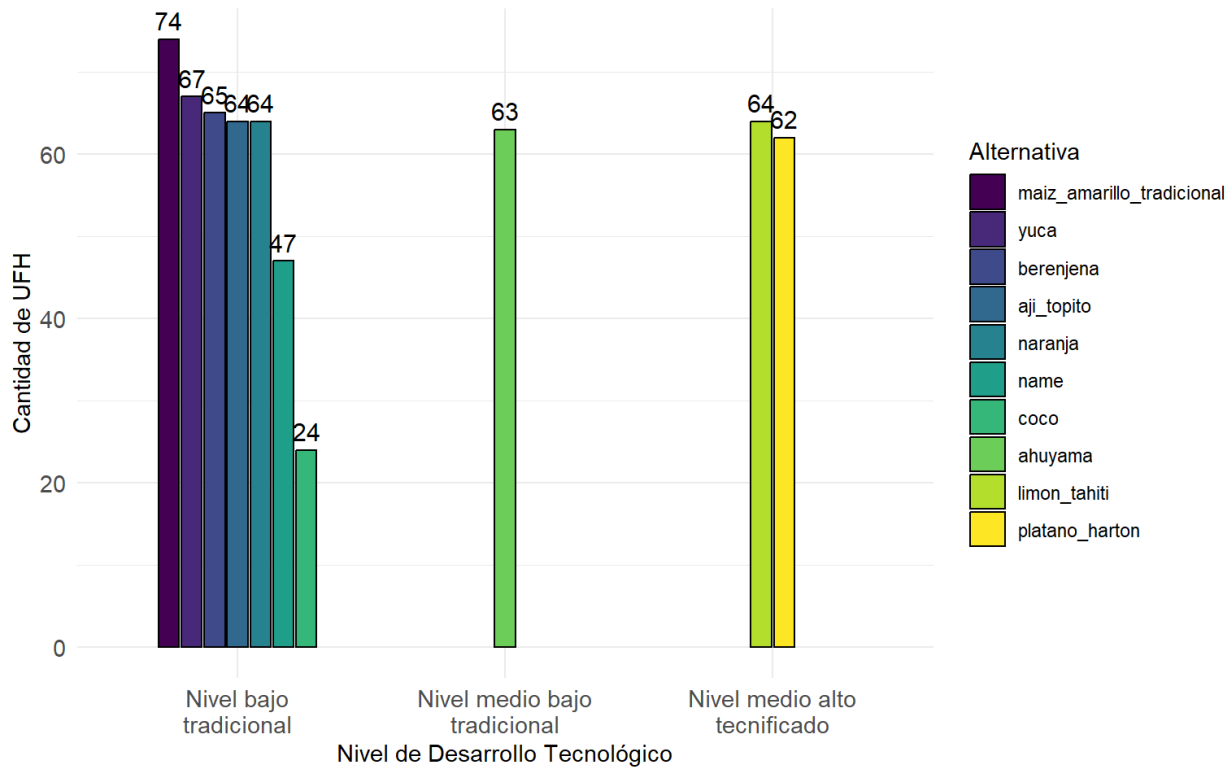 74
67
65
64
64
47
24
63
64
62
Cantidad de UFH
60
40
20
0
Nivel bajo
tradicional
Nivel medio bajo
tradicional
Nivel medio alto
tecnificado
Nivel de Desarrollo Tecnológico
Alternativa
maiz_amarillo_tradicional
yuca
berenjena
aji_topito
naranja
name
coco
ahuyama
limon_tahiti
platano_harton